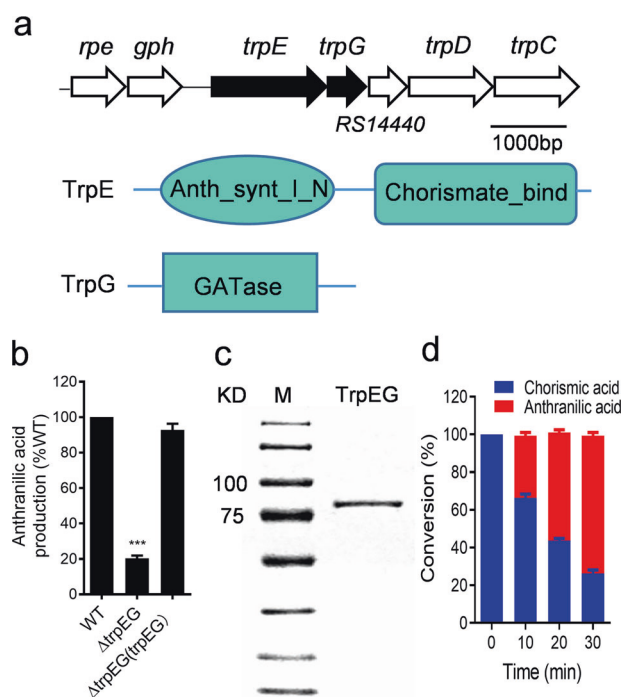 a
rpe gph trpE trpG trpD trpC
RS14440
1000bp
TrpE Anth_synt_I_N Chorismate_bind
TrpG GATase
b
Anthranilic acid
production (%WT)
120
100
80
60
40
20
0
***
WT ΔtrpEG ΔtrpEG(trpEG)
c
KD M TrpEG
100
75
d
Chorismic acid
Anthranilic acid
Conversion (%)
120
100
80
60
40
20
0
0 10 20 30
Time (min)